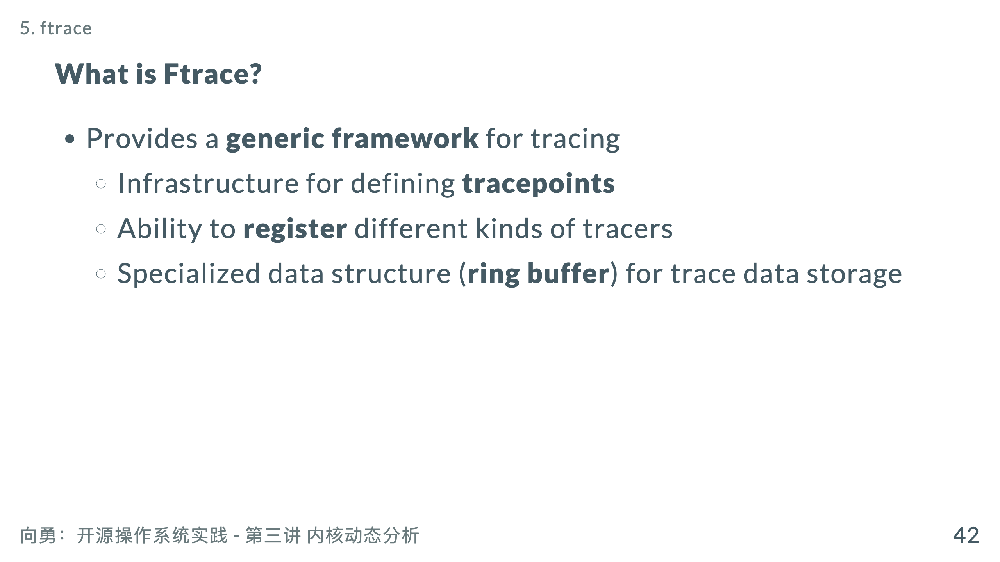 5. ftrace
What is Ftrace?
• Provides a generic framework for tracing
○ Infrastructure for defining tracepoints
○ Ability to register different kinds of tracers
○ Specialized data structure (ring buffer) for trace data storage
向勇：开源操作系统实践 - 第三讲 内核动态分析
42